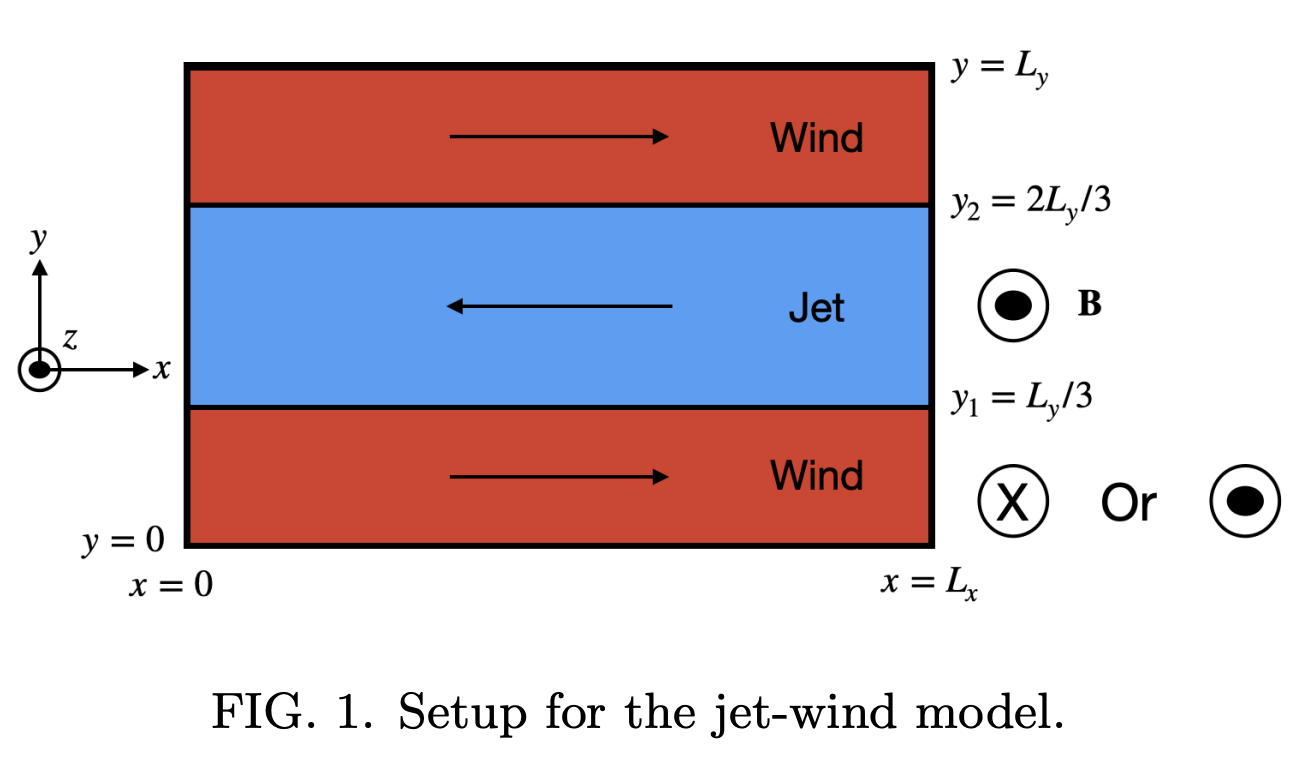 y = L_y
Wind
y_2 = 2L_y/3
y
Jet
B
z
x
y_1 = L_y/3
Wind
X Or
y = 0
x = 0
x = L_x
FIG. 1. Setup for the jet-wind model.